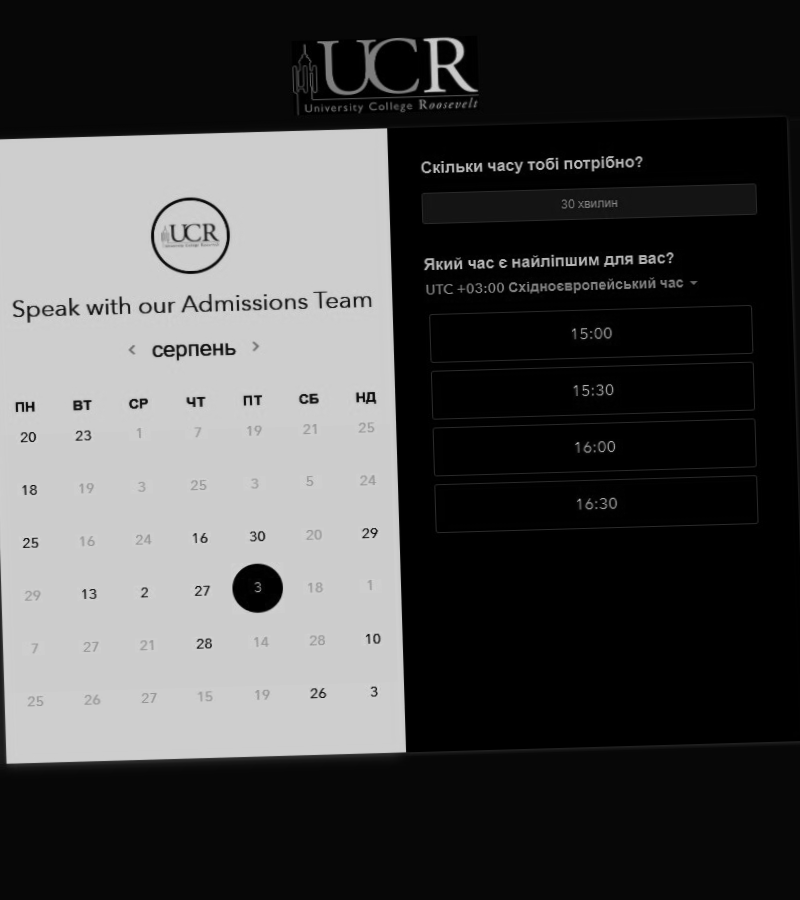 UCR
University College Roosevelt
UCR
University College Roosevelt
Speak with our Admissions Team
серпень
ПН ВТ СР ЧТ ПТ СБ НД
20 23 1 7 19 21 25
18 19 3 25 3 5 24
25 16 24 16 30 20 29
29 13 2 27 3 18 1
7 27 21 28 14 28 10
25 26 27 15 19 26 3
Скільки часу тобі потрібно?
30 хвилин
Який час є найліпшим для вас?
UTC +03:00 Східноєвропейський час
15:00
15:30
16:00
16:30